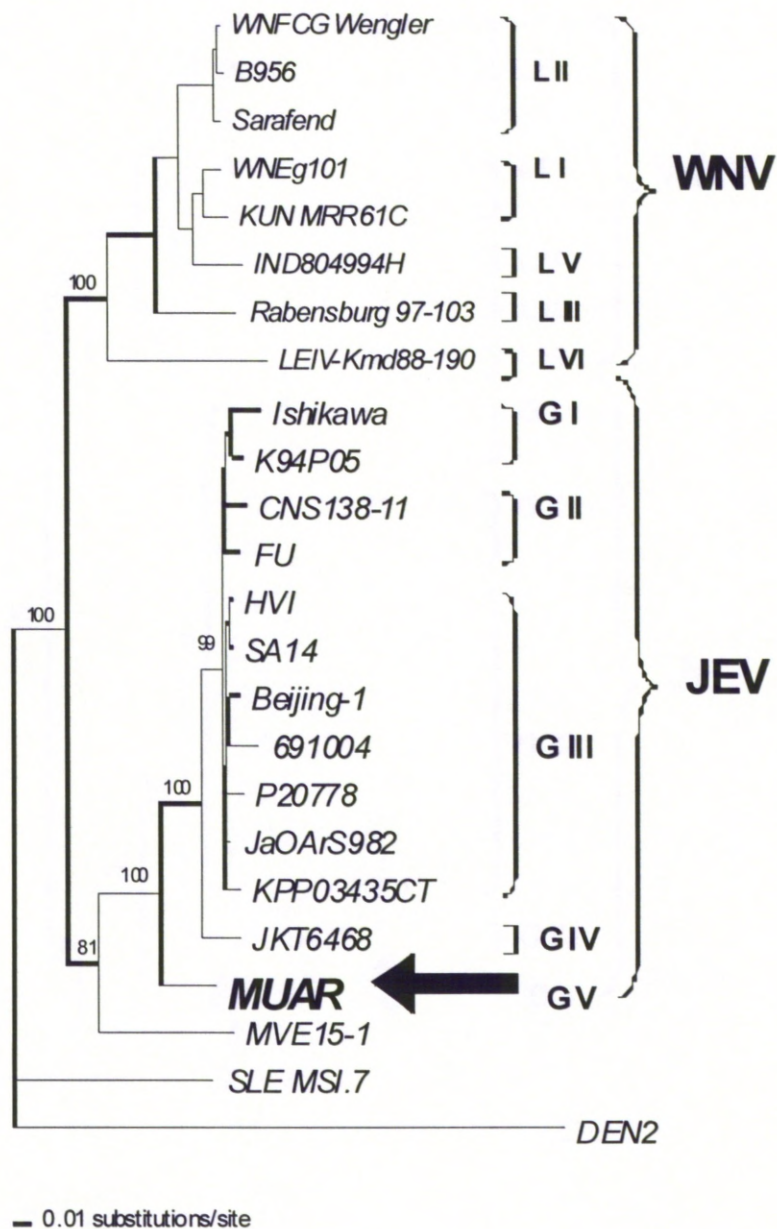 WNFCG Wengler
B956
L II
Sarafend
WNEg101
L I
WNV
KUN MRR61C
IND804994H
L V
Rabensburg 97-103
L III
100
LEIV-Kmd88-190
L VI
Ishikawa
G I
K94P05
CNS138-11
G II
FU
HVI
100
99
SA14
JEV
Beijing-1
691004
G III
P20778
100
JaOArS982
100
KPP03435CT
81
JKT6468
G IV
MUAR
G V
MVE15-1
SLE MSI.7
DEN2
0.01 substitutions/site